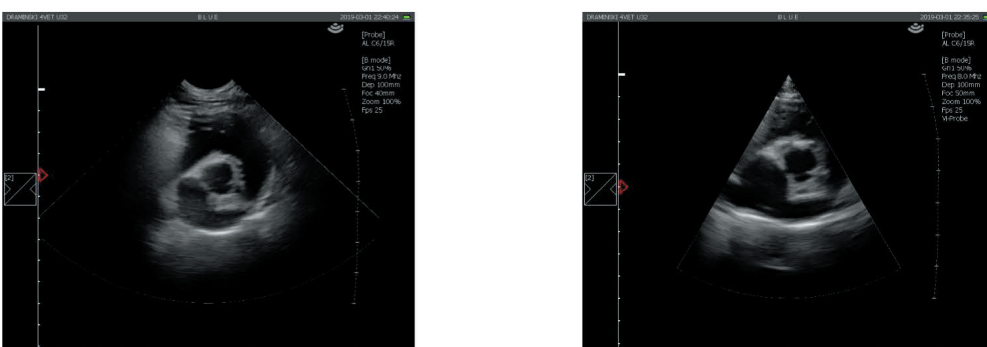 DRAMINSKI 4VET U32 BLUE 2019-03-01 22:40:24
[Probe]
AL C6/15R
[B mode]
Gn1 50%
Freq 9.0 Mhz
Dep 100mm
Foc 40mm
Zoom 100%
Fps 25
[2]
DRAMINSKI 4VET U32 BLUE 2019-03-01 22:35:25
[Probe]
AL C6/15R
[B mode]
Gn1 50%
Freq 8.0 Mhz
Dep 100mm
Foc 50mm
Zoom 100%
Fps 25
Vi-Probe
[2]